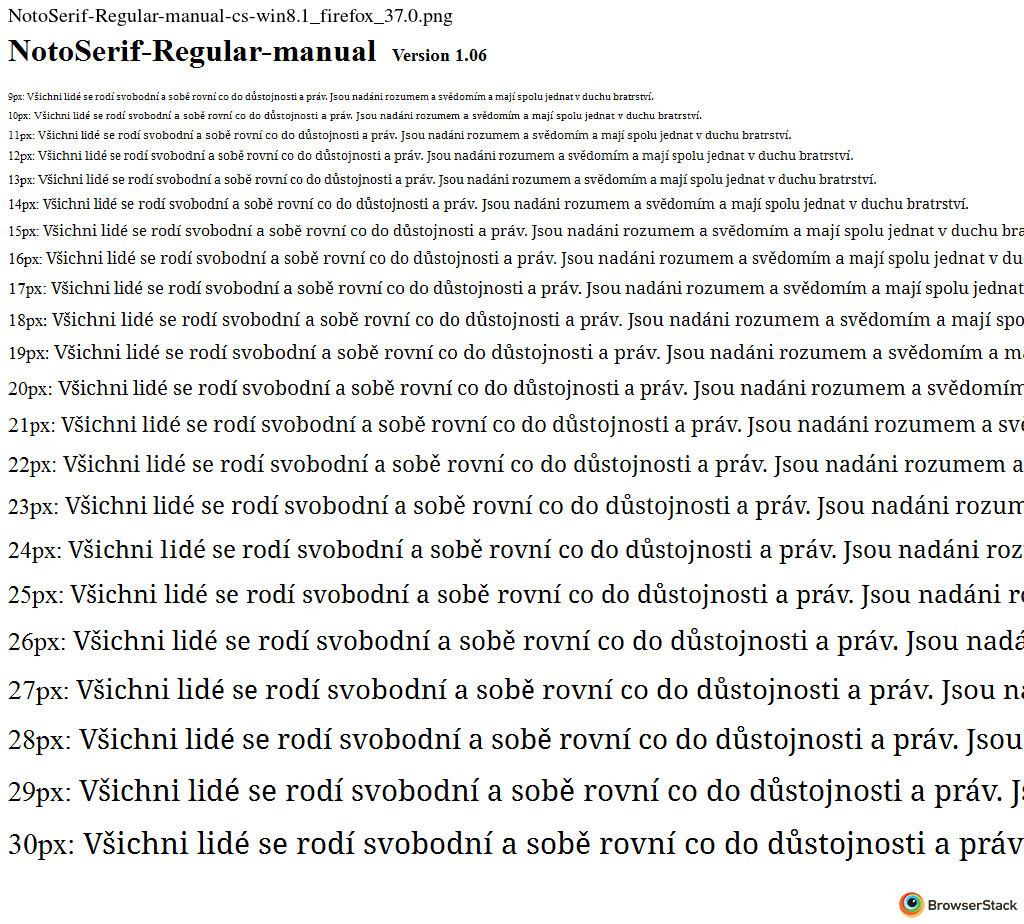 NotoSerif-Regular-manual-cs-win8.1_firefox_37.0.png
NotoSerif-Regular-manual Version 1.06
9px: Všichni lidé se rodí svobodní a sobě rovní co do důstojnosti a práv. Jsou nadáni rozumem a svědomím a mají spolu jednat v duchu bratrství.
10px: Všichni lidé se rodí svobodní a sobě rovní co do důstojnosti a práv. Jsou nadáni rozumem a svědomím a mají spolu jednat v duchu bratrství.
11px: Všichni lidé se rodí svobodní a sobě rovní co do důstojnosti a práv. Jsou nadáni rozumem a svědomím a mají spolu jednat v duchu bratrství.
12px: Všichni lidé se rodí svobodní a sobě rovní co do důstojnosti a práv. Jsou nadáni rozumem a svědomím a mají spolu jednat v duchu bratrství.
13px: Všichni lidé se rodí svobodní a sobě rovní co do důstojnosti a práv. Jsou nadáni rozumem a svědomím a mají spolu jednat v duchu bratrství.
14px: Všichni lidé se rodí svobodní a sobě rovní co do důstojnosti a práv. Jsou nadáni rozumem a svědomím a mají spolu jednat v duchu bratrství.
15px: Všichni lidé se rodí svobodní a sobě rovní co do důstojnosti a práv. Jsou nadáni rozumem a svědomím a mají spolu jednat v duchu bra
16px: Všichni lidé se rodí svobodní a sobě rovní co do důstojnosti a práv. Jsou nadáni rozumem a svědomím a mají spolu jednat v du
17px: Všichni lidé se rodí svobodní a sobě rovní co do důstojnosti a práv. Jsou nadáni rozumem a svědomím a mají spolu jednat
18px: Všichni lidé se rodí svobodní a sobě rovní co do důstojnosti a práv. Jsou nadáni rozumem a svědomím a mají spo
19px: Všichni lidé se rodí svobodní a sobě rovní co do důstojnosti a práv. Jsou nadáni rozumem a svědomím a m
20px: Všichni lidé se rodí svobodní a sobě rovní co do důstojnosti a práv. Jsou nadáni rozumem a svědomím
21px: Všichni lidé se rodí svobodní a sobě rovní co do důstojnosti a práv. Jsou nadáni rozumem a svě
22px: Všichni lidé se rodí svobodní a sobě rovní co do důstojnosti a práv. Jsou nadáni rozumem a
23px: Všichni lidé se rodí svobodní a sobě rovní co do důstojnosti a práv. Jsou nadáni rozum
24px: Všichni lidé se rodí svobodní a sobě rovní co do důstojnosti a práv. Jsou nadáni roz
25px: Všichni lidé se rodí svobodní a sobě rovní co do důstojnosti a práv. Jsou nadáni r
26px: Všichni lidé se rodí svobodní a sobě rovní co do důstojnosti a práv. Jsou nadá
27px: Všichni lidé se rodí svobodní a sobě rovní co do důstojnosti a práv. Jsou n
28px: Všichni lidé se rodí svobodní a sobě rovní co do důstojnosti a práv. Jsou
29px: Všichni lidé se rodí svobodní a sobě rovní co do důstojnosti a práv. Js
30px: Všichni lidé se rodí svobodní a sobě rovní co do důstojnosti a práv
BrowserStack